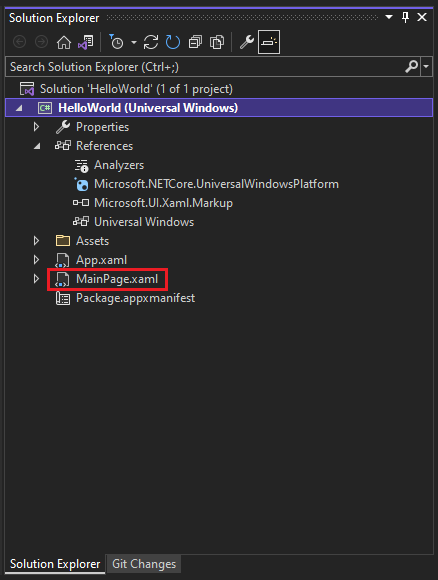 Solution Explorer
Search Solution Explorer (Ctrl+;)
Solution 'HelloWorld' (1 of 1 project)
C# HelloWorld (Universal Windows)
Properties
References
Analyzers
Microsoft.NETCore.UniversalWindowsPlatform
Microsoft.UI.Xaml.Markup
Universal Windows
Assets
App.xaml
MainPage.xaml
Package.appxmanifest
Solution Explorer Git Changes